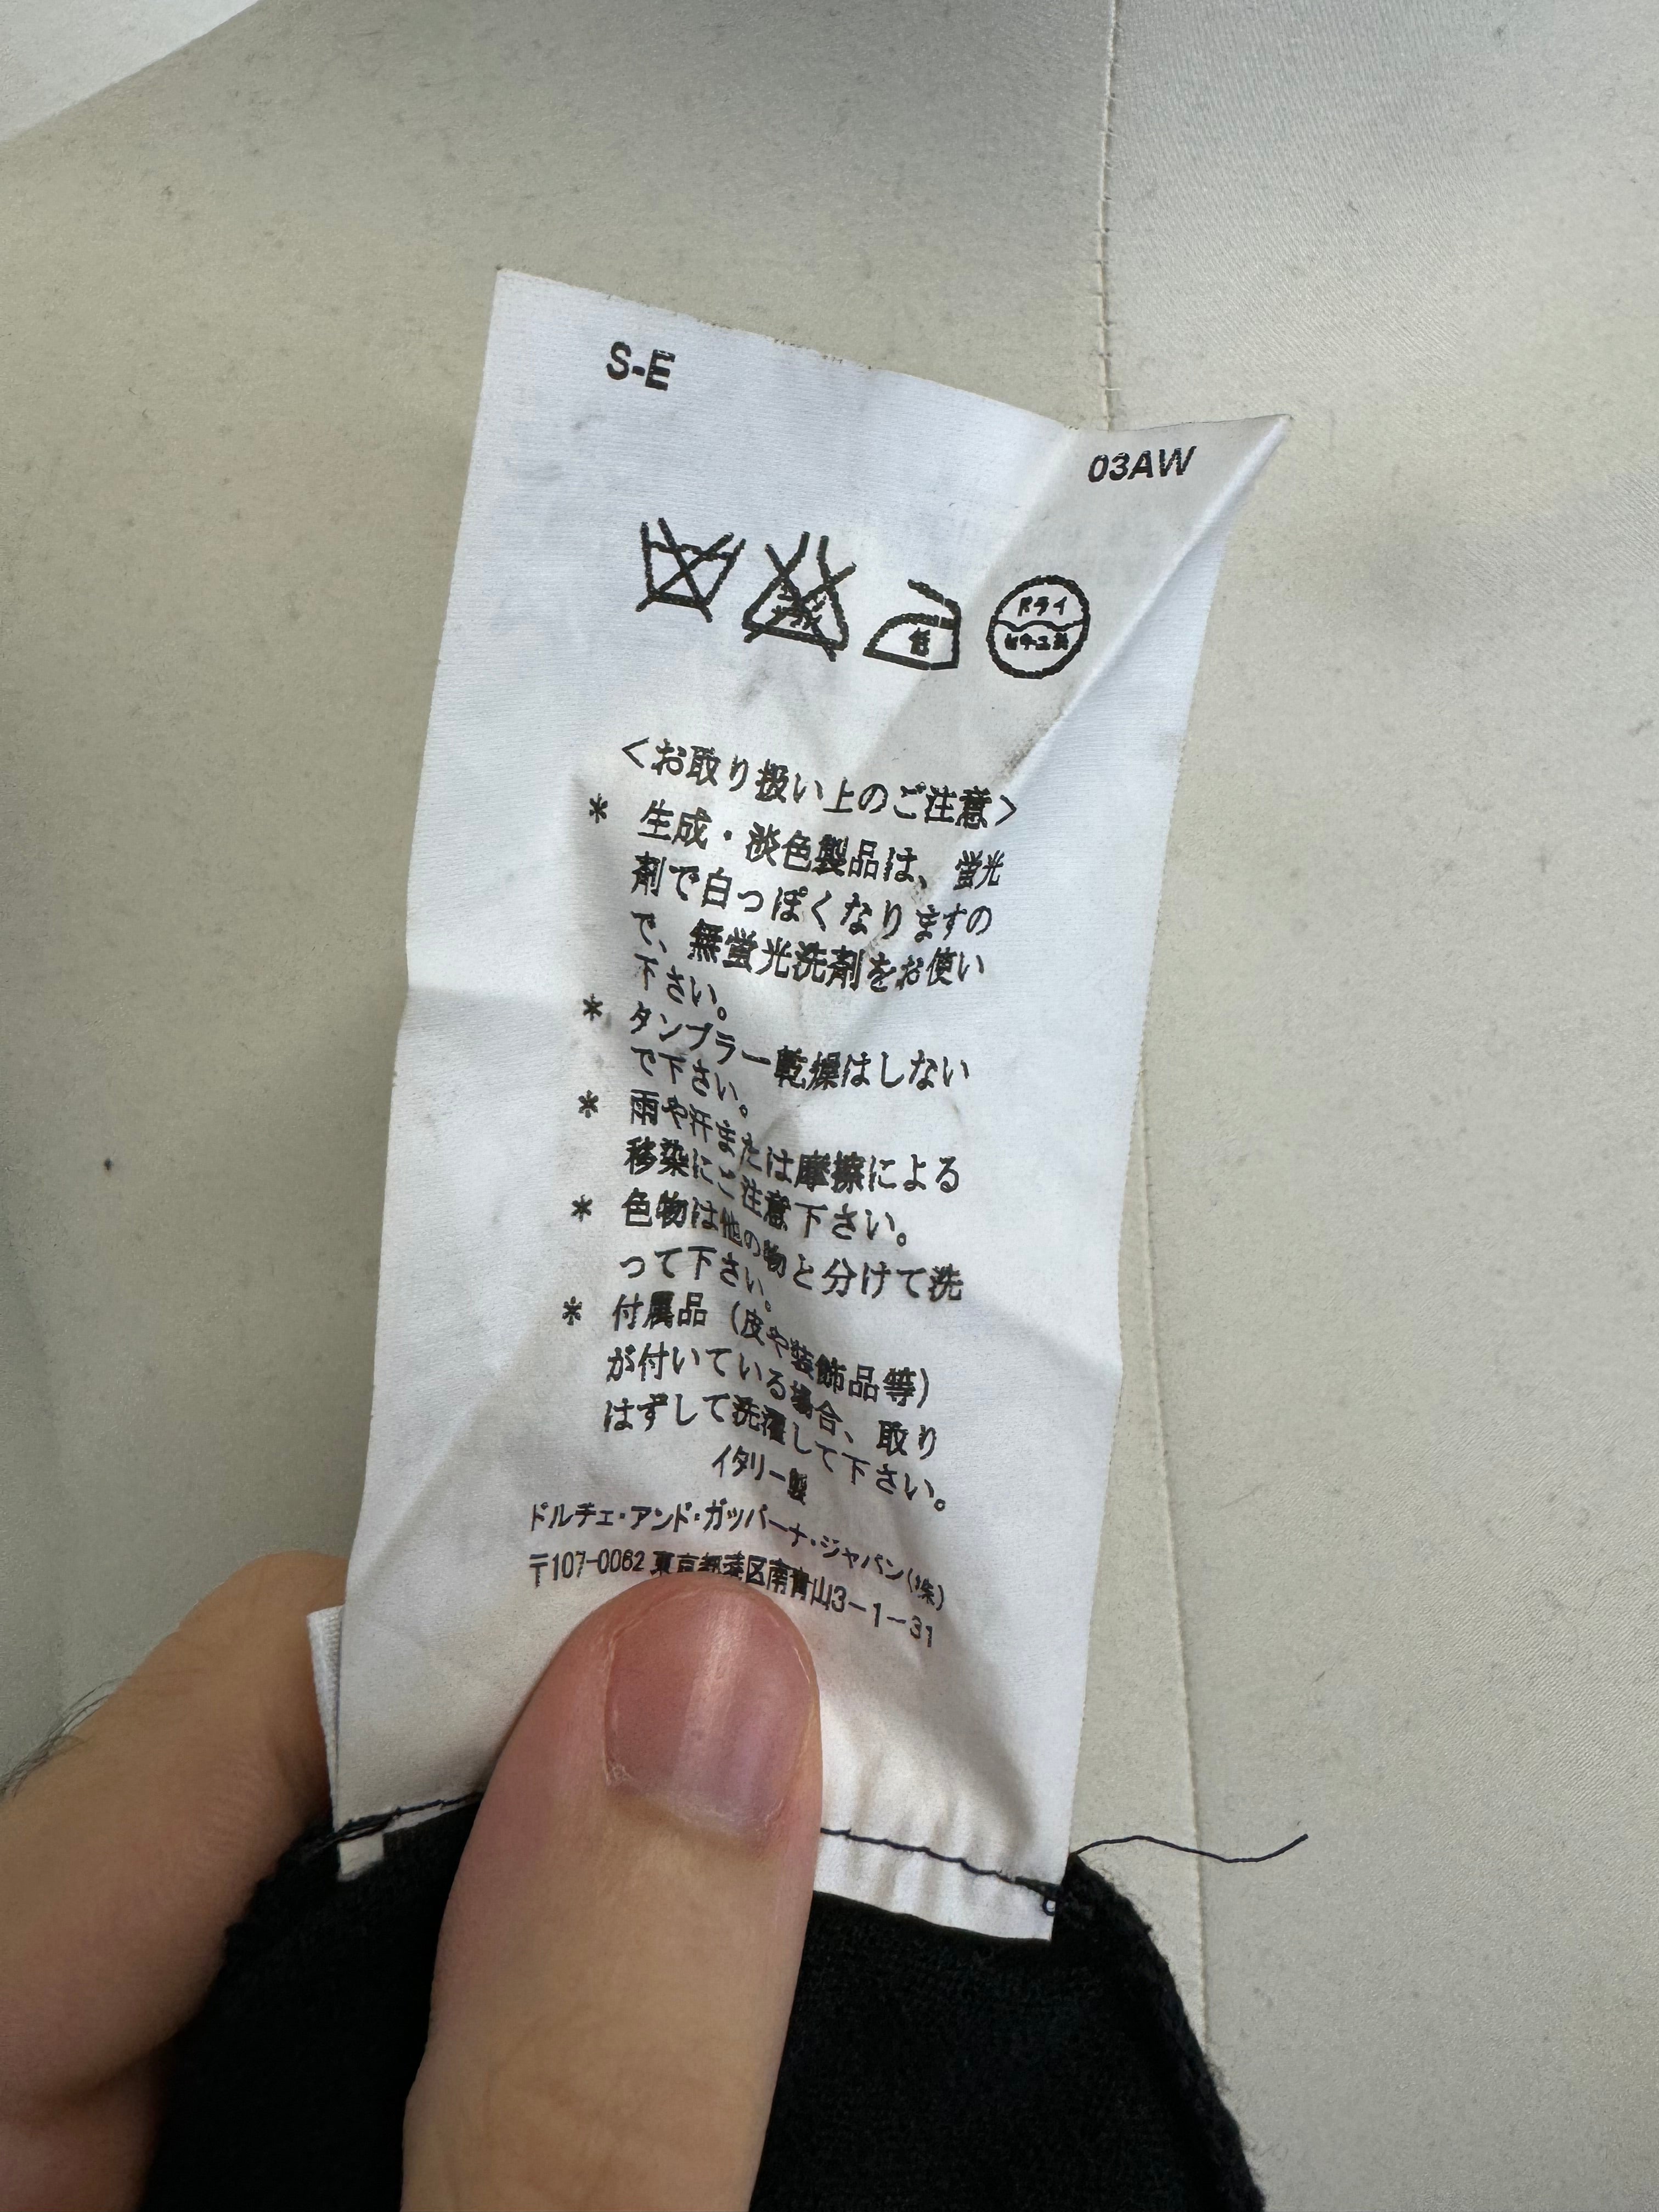 S-E
03AW
低
ドライ
セキユ系
<お取り扱い上のご注意>
* 生成・淡色製品は、蛍光
剤で白っぽくなりますの
で、無蛍光洗剤をお使い
下さい。
* タンブラー乾燥はしない
で下さい。
* 雨や汗または摩擦による
移染にご注意下さい。
* 色物は他の物と分けて洗
って下さい。
* 付属品(皮や装飾品等)
が付いている場合、取り
はずして洗濯して下さい。
イタリー製
ドルチェ・アンド・ガッバーナ・ジャパン(株)
〒107-0062 東京都港区南青山3-1-31